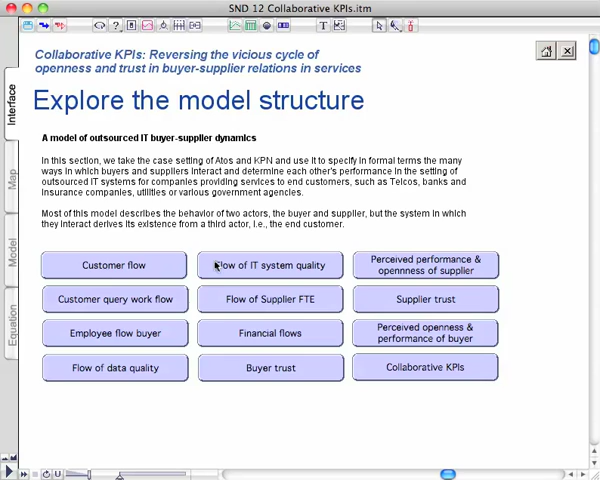 SND 12 Collaborative KPIs.itm
Collaborative KPIs: Reversing the vicious cycle of
openness and trust in buyer-supplier relations in services
Explore the model structure
Interface
Map
Model
Equation
A model of outsourced IT buyer-supplier dynamics
In this section, we take the case setting of Atos and KPN and use it to specify in formal terms the many
ways in which buyers and suppliers interact and determine each other's performance in the setting of
outsourced IT systems for companies providing services to end customers, such as Telcos, banks and
insurance companies, utilities or various government agencies.
Most of this model describes the behavior of two actors, the buyer and supplier, but the system in which
they interact derives its existence from a third actor, i.e., the end customer.
Customer flow
Flow of IT system quality
Perceived performance &
opennness of supplier
Customer query work flow
Flow of Supplier FTE
Supplier trust
Employee flow buyer
Financial flows
Perceived openness &
performance of buyer
Flow of data quality
Buyer trust
Collaborative KPIs